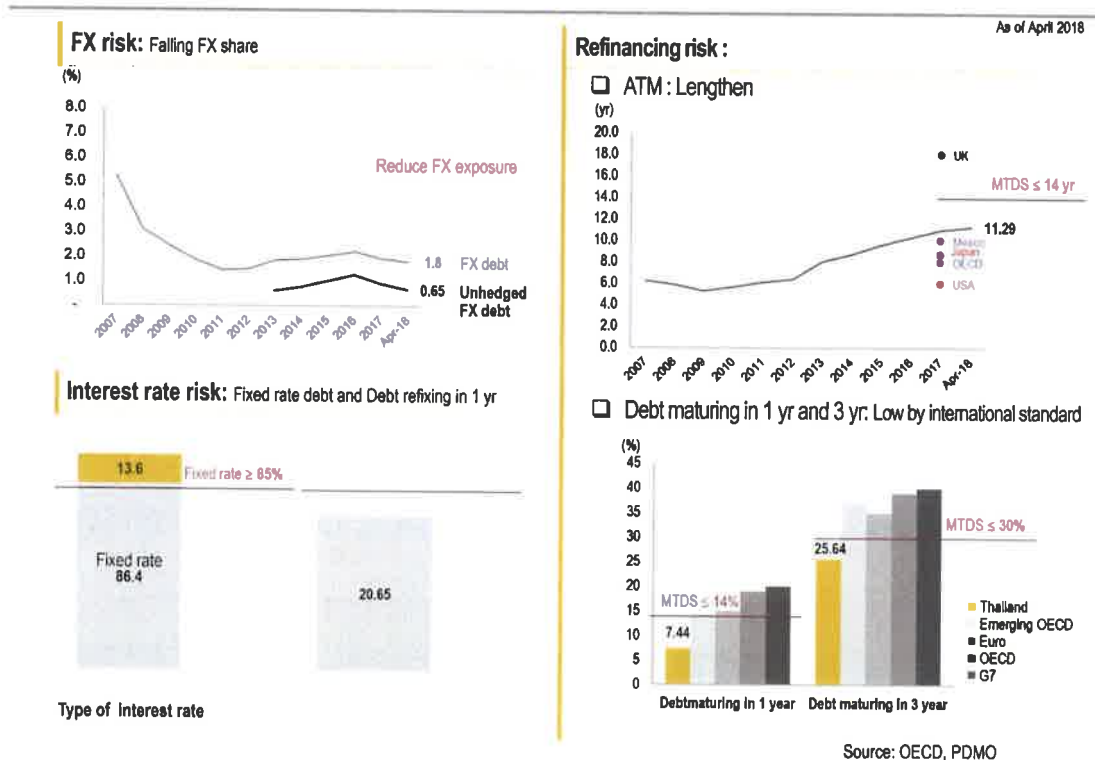 As of April 2018
FX risk: Falling FX share
(%)
8.0
7.0
6.0
5.0
4.0
3.0
2.0
1.0
-
Reduce FX exposure
1.8 FX debt
0.65 Unhedged
FX debt
2007 2008 2009 2010 2011 2012 2013 2014 2015 2016 2017 Apr-18
Interest rate risk: Fixed rate debt and Debt refixing in 1 yr
13.6
Fixed rate ≥ 85%
Fixed rate
86.4
20.65
Type of interest rate
Refinancing risk :
ATM : Lengthen
(yr)
20.0
18.0
16.0
14.0
12.0
10.0
8.0
6.0
4.0
2.0
0.0
UK
MTDS ≤ 14 yr
11.29
Mexico
Japan
OECD
USA
2007 2008 2009 2010 2011 2012 2013 2014 2015 2016 2017 Apr-18
Debt maturing in 1 yr and 3 yr: Low by international standard
(%)
45
40
35
30
25
20
15
10
5
0
MTDS ≤ 14%
7.44
MTDS ≤ 30%
25.64
Thailand
Emerging OECD
Euro
OECD
G7
Debtmaturing in 1 year Debt maturing in 3 year
Source: OECD, PDMO